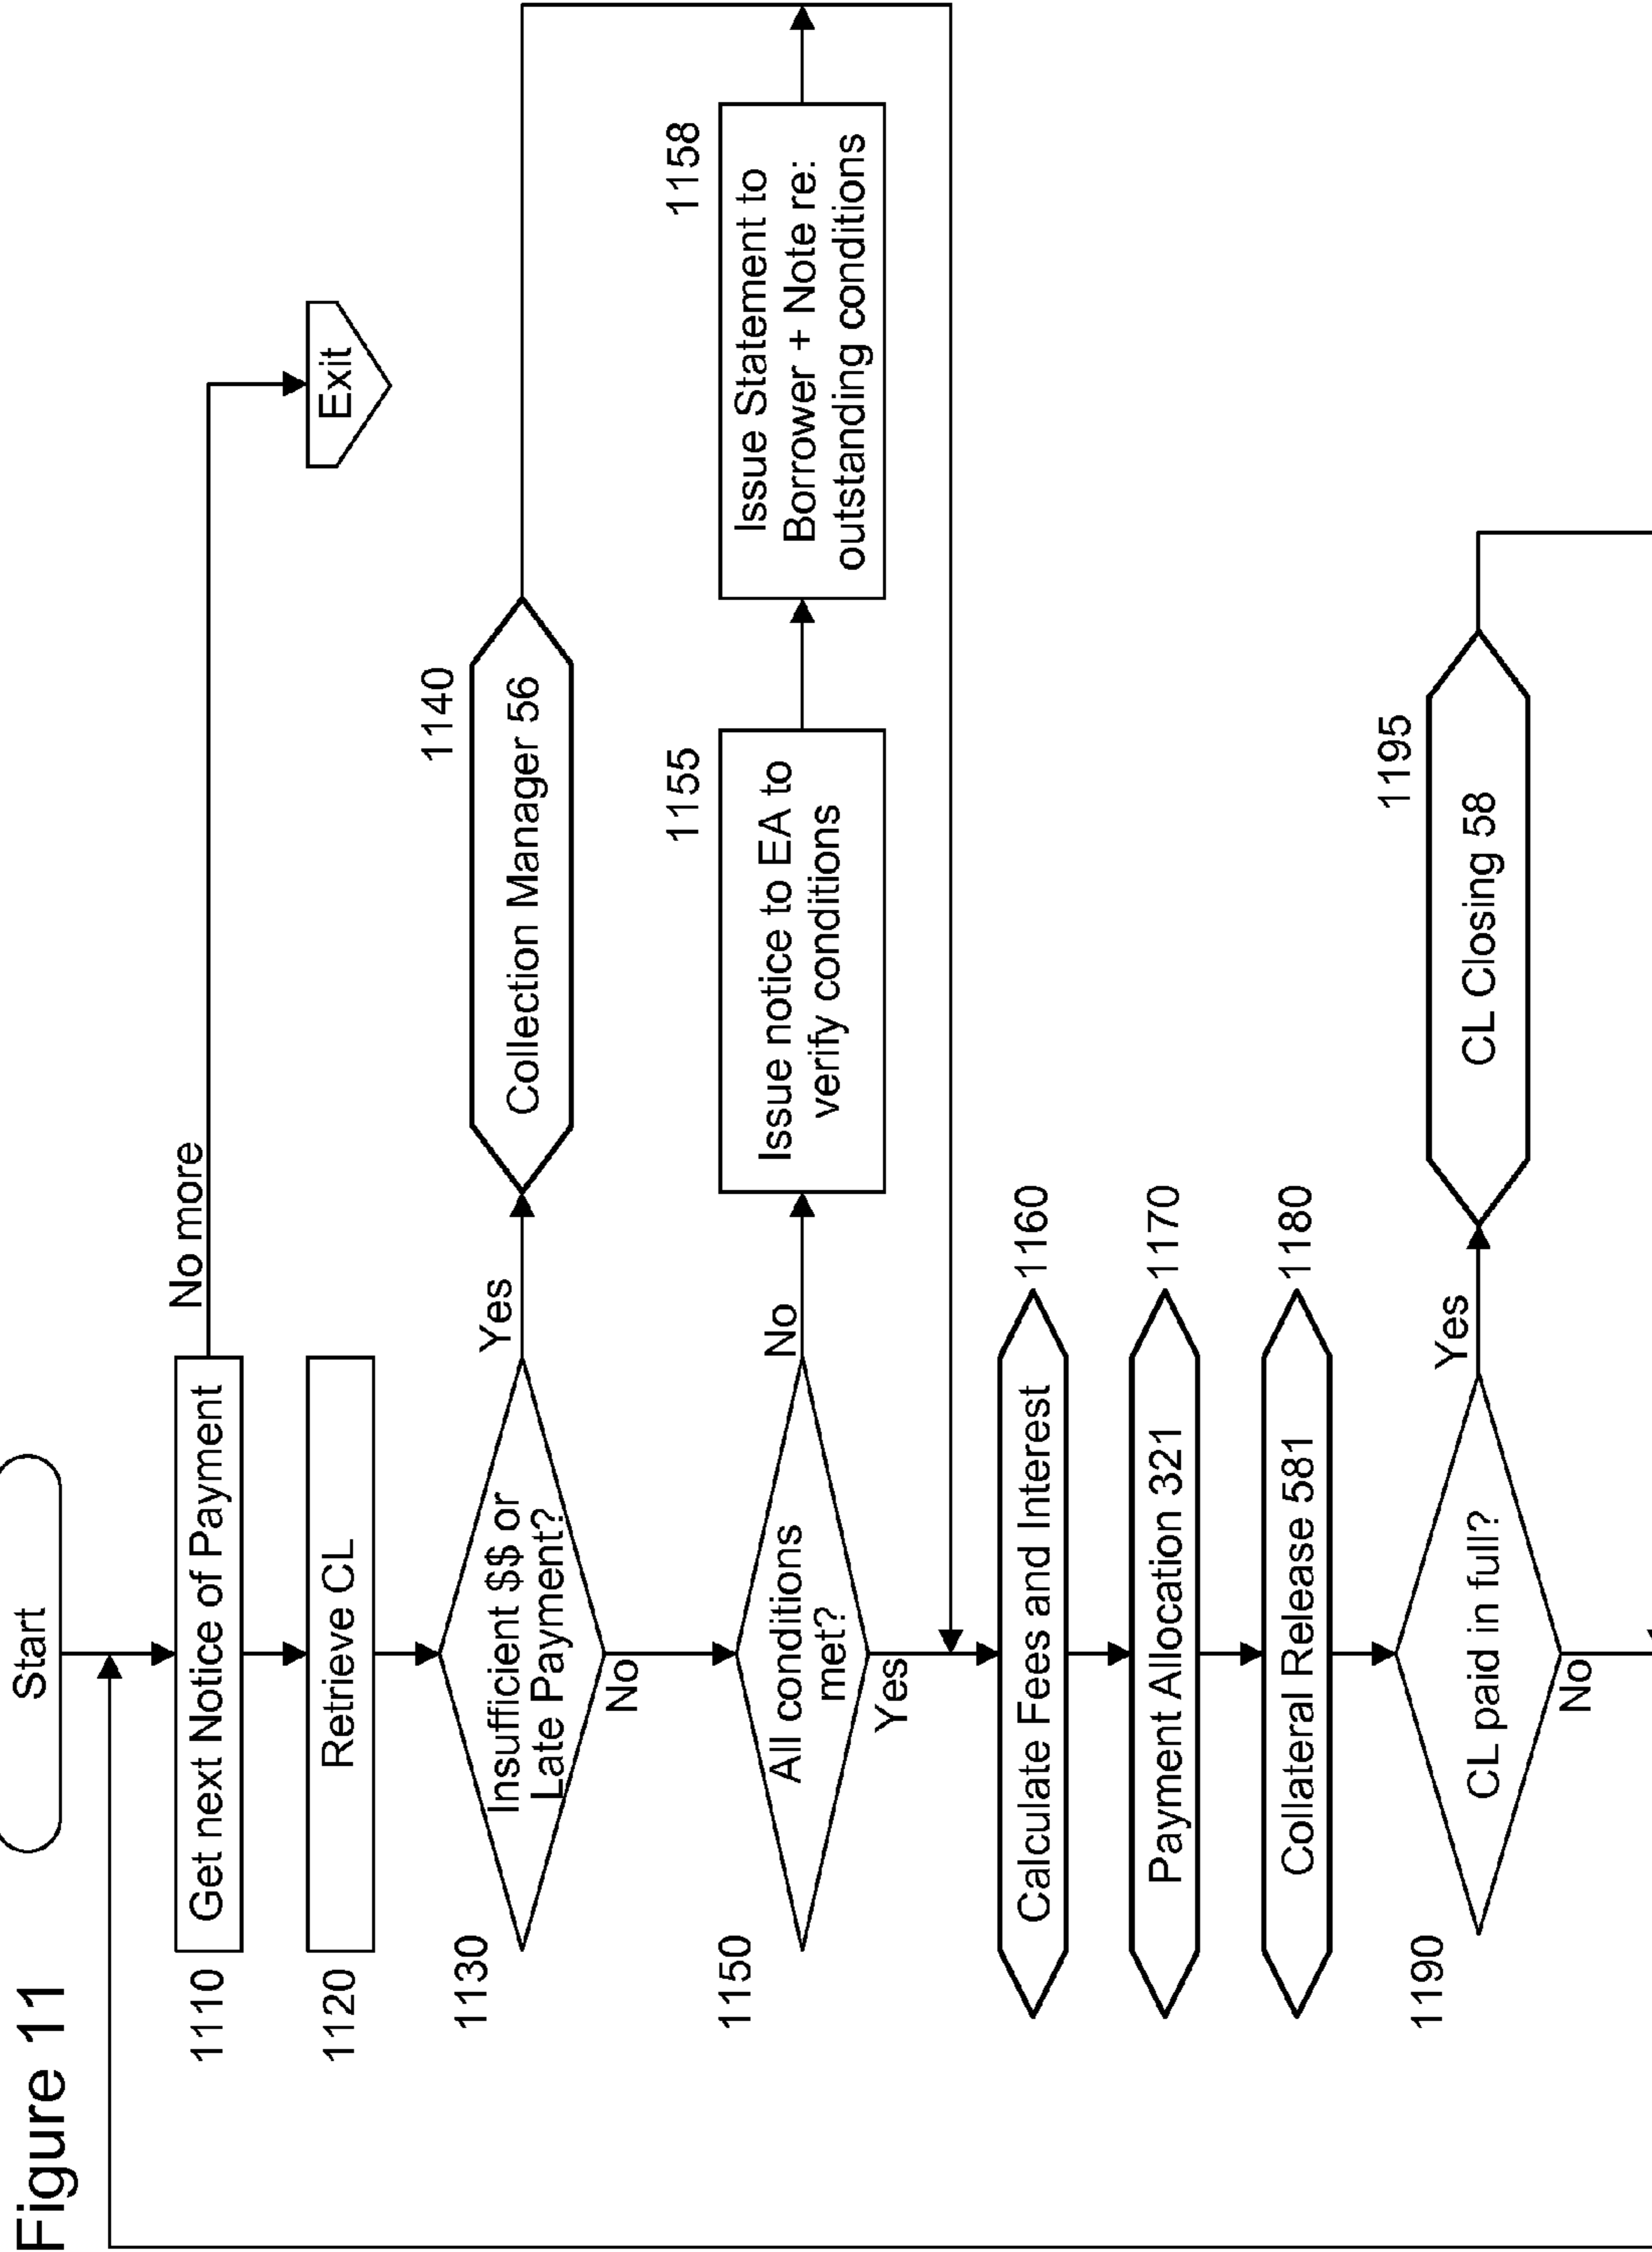 Figure 11
Start
1110
Get next Notice of Payment
No more
Exit
1120
Retrieve CL
1130
Insufficient $$ or
Late Payment?
Yes
1140
Collection Manager 56
No
1150
All conditions
met?
No
1155
Issue notice to EA to
verify conditions
1158
Issue Statement to
Borrower + Note re:
outstanding conditions
Yes
Calculate Fees and Interest
1160
Payment Allocation 321
1170
Collateral Release 581
1180
1190
CL paid in full?
Yes
1195
CL Closing 58
No